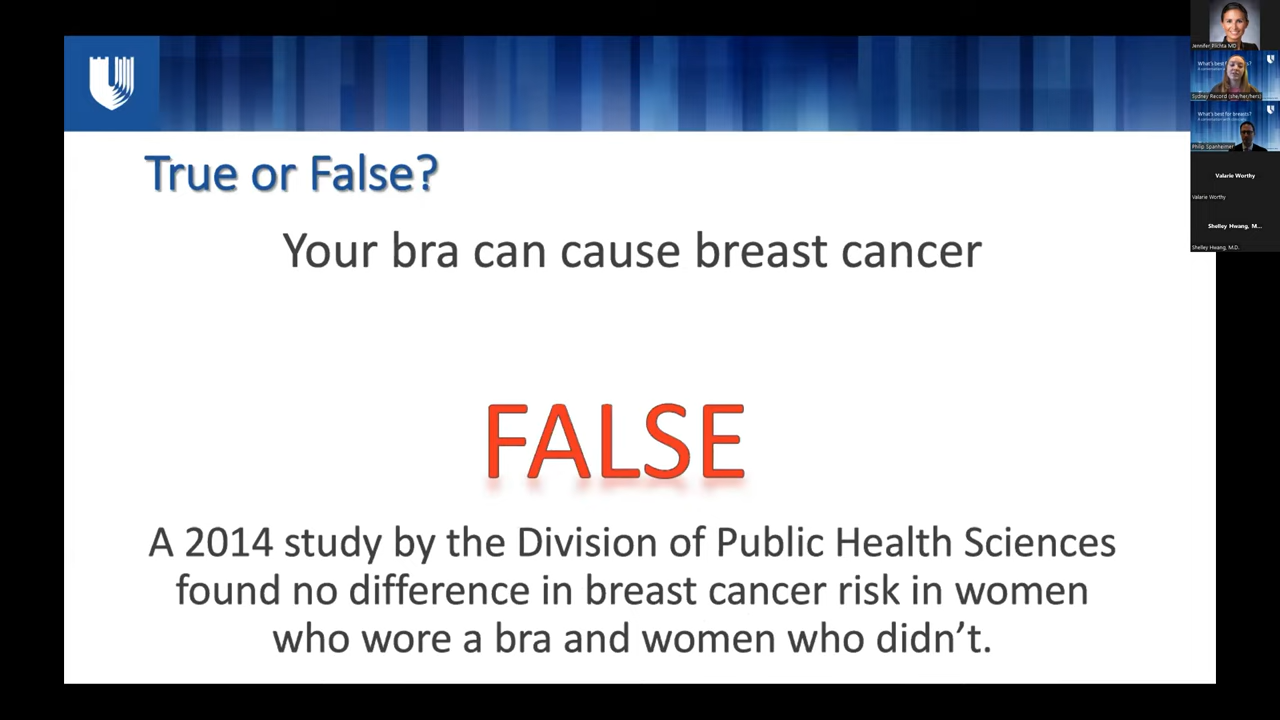 True or False?
Your bra can cause breast cancer
FALSE
A 2014 study by the Division of Public Health Sciences
found no difference in breast cancer risk in women
who wore a bra and women who didn't.
Jennifer Plichta MD
What's best for breasts?
Sydney Record (she/her/hers)
What's best for breasts?
Philip Spanheimer
Valarie Worthy
Valarie Worthy
Shelley Hwang, M...
Shelley Hwang, M.D.